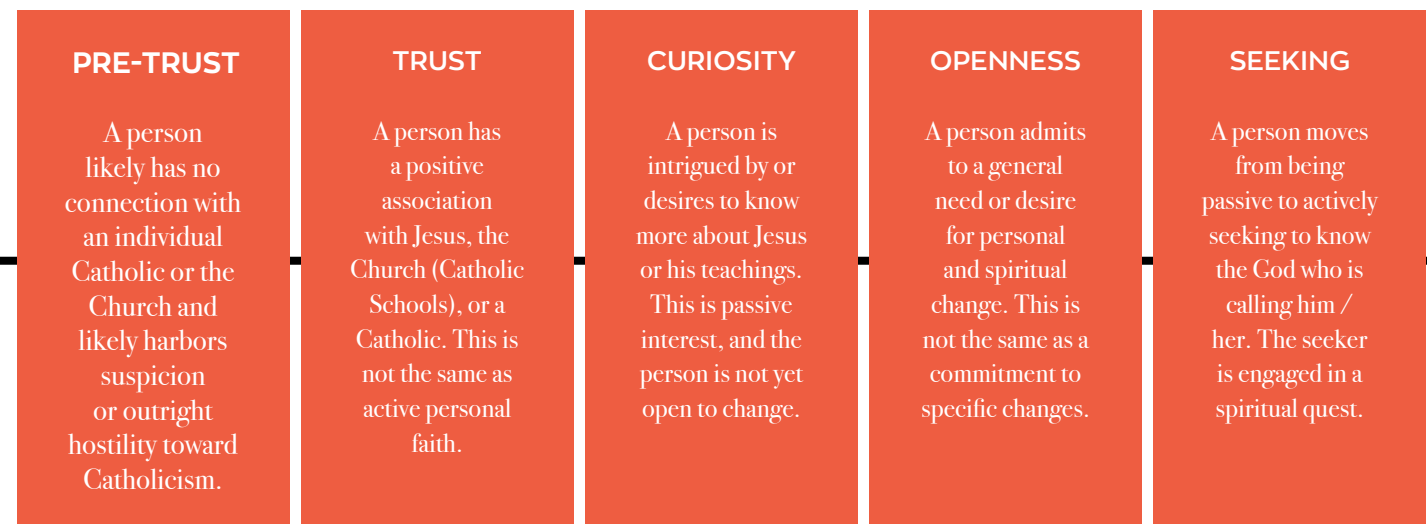 PRE-TRUST
A person
likely has no
connection with
an individual
Catholic or the
Church and
likely harbors
suspicion
or outright
hostility toward
Catholicism.
TRUST
A person has
a positive
association
with Jesus, the
Church (Catholic
Schools), or a
Catholic. This is
not the same as
active personal
faith.
CURIOSITY
A person is
intrigued by or
desires to know
more about Jesus
or his teachings.
This is passive
interest, and the
person is not yet
open to change.
OPENNESS
A person admits
to a general
need or desire
for personal
and spiritual
change. This is
not the same as a
commitment to
specific changes.
SEEKING
A person moves
from being
passive to actively
seeking to know
the God who is
calling him /
her. The seeker
is engaged in a
spiritual quest.